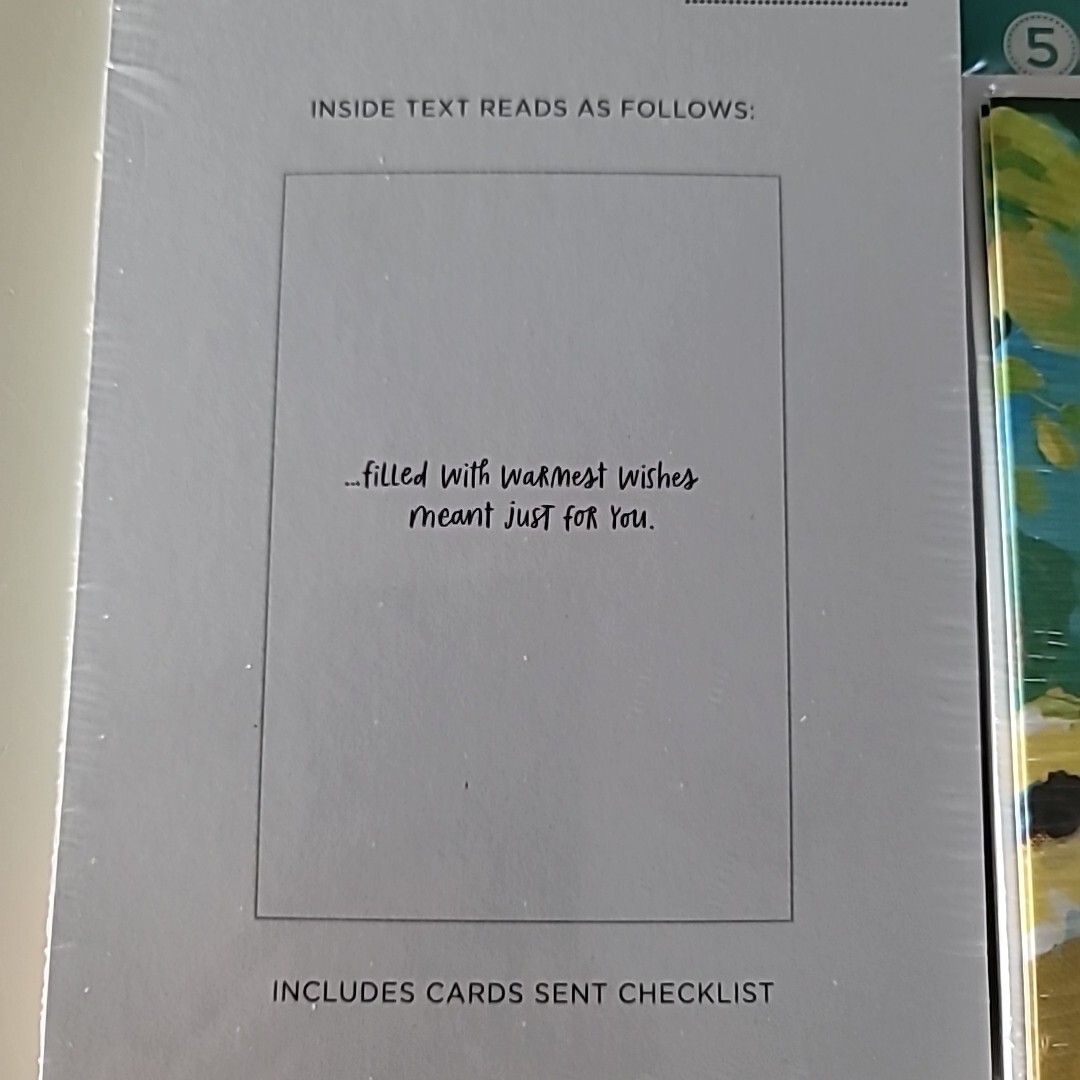 5
INSIDE TEXT READS AS FOLLOWS:
...filled with warmest wishes
meant just for you.
INCLUDES CARDS SENT CHECKLIST